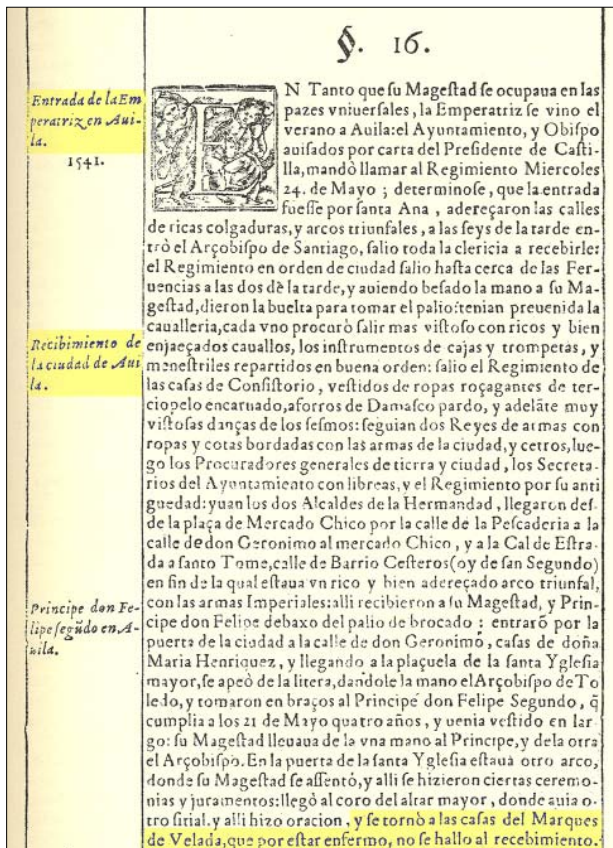 §. 16.
Entrada de la Em
peratriz en Aui-
la.
1541.
EN Tanto que ſu Mageſtad ſe ocupaua en las
pazes vniuerſales, la Emperatriz ſe vino el
verano a Auila:el Ayuntamiento, y Obiſpo
auiſados por carta del Preſidente de Caſti-
lla, mandò llamar al Regimiento Miercoles
24. de Mayo ; determinoſe, que la entrada
fueſſe por ſanta Ana , adereçaron las calles
de ricas colgaduras, y arcos triunfales, a las ſeys de la tarde en-
trò el Arçobiſpo de Santiago, ſalio toda la clericia a recebirle:
el Regimiento en orden de ciudad ſalio haſta cerca de las Fer-
uencias a las dos dè la tarde, y auiendo beſado la mano a ſu Ma-
geſtad, dieron la buelta para tomar el palio:tenian preuenida la
caualleria, cada vno procurò ſalir mas viſtoſo con ricos y bien
Recibimiento de
la ciudad de Aui
la.
enjaeçados cauallos, los inſtrumentos de cajas y trompetas, y
meneſtriles repartidos en buena orden: ſalio el Regimiento de
las caſas de Conſiſtorio, veſtidos de ropas roçagantes de ter-
ciopelo encarnado, aforros de Damaſco pardo, y adelāte muy
viſtoſas danças de los ſeſmos: ſeguian dos Reyes de armas con
ropas y cotas bordadas con las armas de la ciudad, y cetros, lue-
go los Procuradores generales de tierra y ciudad , los Secreta-
rios del Ayuntamiento con libreas, y el Regimiento por ſu anti
guedad: yuan los dos Alcaldes de la Hermandad , llegaron deſ-
de la plaça de Mercado Chico por la calle de la Peſcaderia a la
calle de don Geronimo al mercado Chico , y a la Cal de Eſtra-
da a ſanto Tome, calle de Barrio Ceſteros(oy de ſan Segundo)
en fin de la qual eſtaua vn rico y bien adereçado arco triunfal,
Principe don Fe-
lipe ſegūdo en A-
uila.
con las armas Imperiales: alli recibieron a ſu Mageſtad, y Prin-
cipe don Felipe debaxo del palio de brocado : entrarō por la
puerta de la ciudad a la calle de don Geronimo, caſas de doña
Maria Henriquez , y llegando a la plaçuela de la ſanta Ygleſia
mayor, ſe apeò de la litera, dandole la mano el Arçobiſpo de To
ledo, y tomaron en braços al Principe don Felipe Segundo , q̃
cumplia a los 21 de Mayo quatro años , y uenia veſtido en lar-
go: ſu Mageſtad lleuaua de la vna mano al Principe, y dela otra
el Arçobiſpo. En la puerta de la ſanta Ygleſia eſtaua otro arco,
donde ſu Mageſtad ſe aſſentò, y alli ſe hizieron ciertas ceremo-
nias y juramentos: llegò al coro del altar mayor , donde auia o-
tro ſitial. y alli hizo oracion , y ſe tornò a las caſas del Marques
de Velada, que por eſtar enfermo, no ſe hallo al recebimiento.